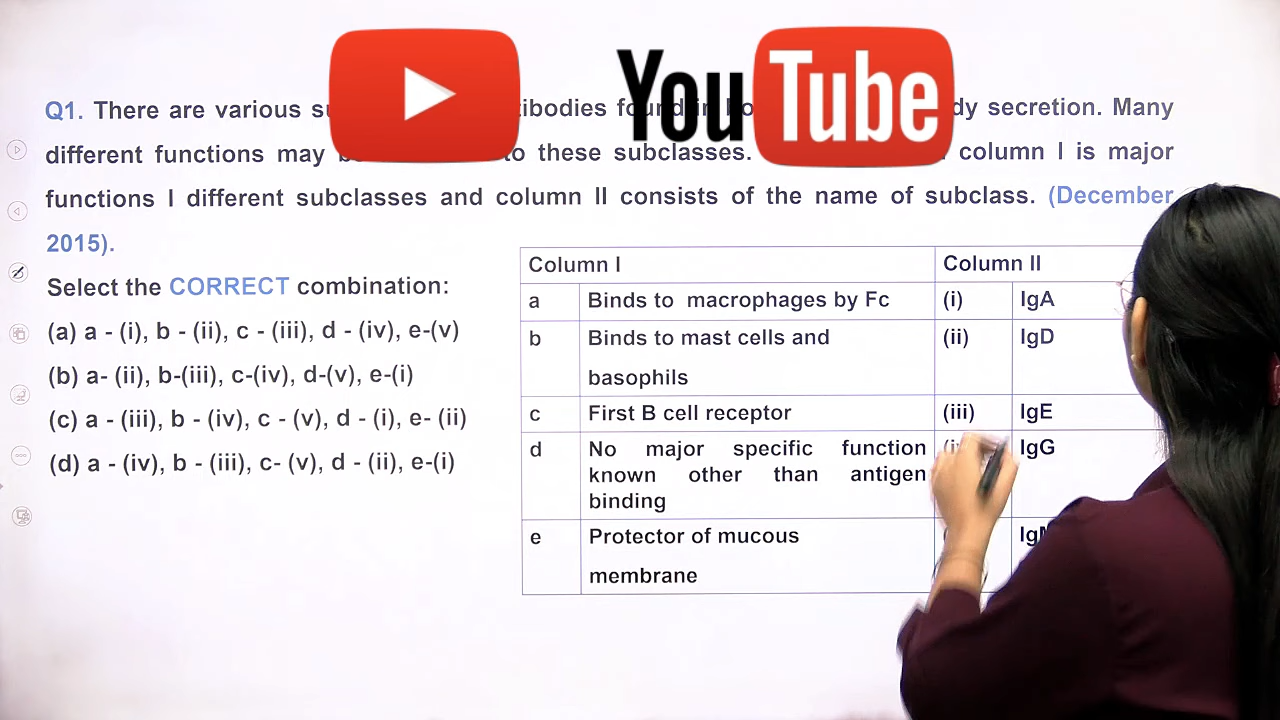 YouTube
Q1. There are various tibodies found in dy secretion. Many
different functions may to these subclasses. column I is major
functions I different subclasses and column II consists of the name of subclass. (December
2015).
Select the CORRECT combination:
(a) a - (i), b - (ii), c - (iii), d - (iv), e-(v)
(b) a- (ii), b-(iii), c-(iv), d-(v), e-(i)
(c) a - (iii), b - (iv), c - (v), d - (i), e- (ii)
(d) a - (iv), b - (iii), c- (v), d - (ii), e-(i)
Column I Column II
a Binds to macrophages by Fc (i) IgA
b Binds to mast cells and (ii) IgD
basophils
c First B cell receptor (iii) IgE
d No major specific function IgG
known other than antigen
binding
e Protector of mucous
membrane